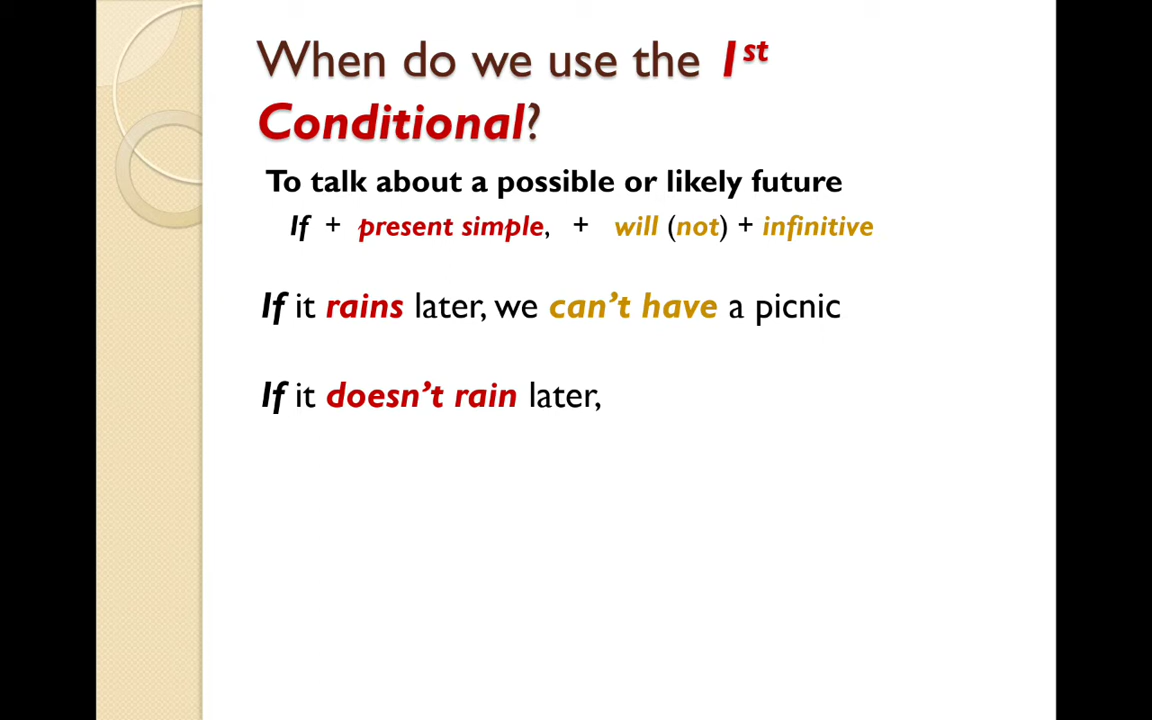 When do we use the 1st
Conditional?
To talk about a possible or likely future
If + present simple, + will (not) + infinitive
If it rains later, we can't have a picnic
If it doesn't rain later,